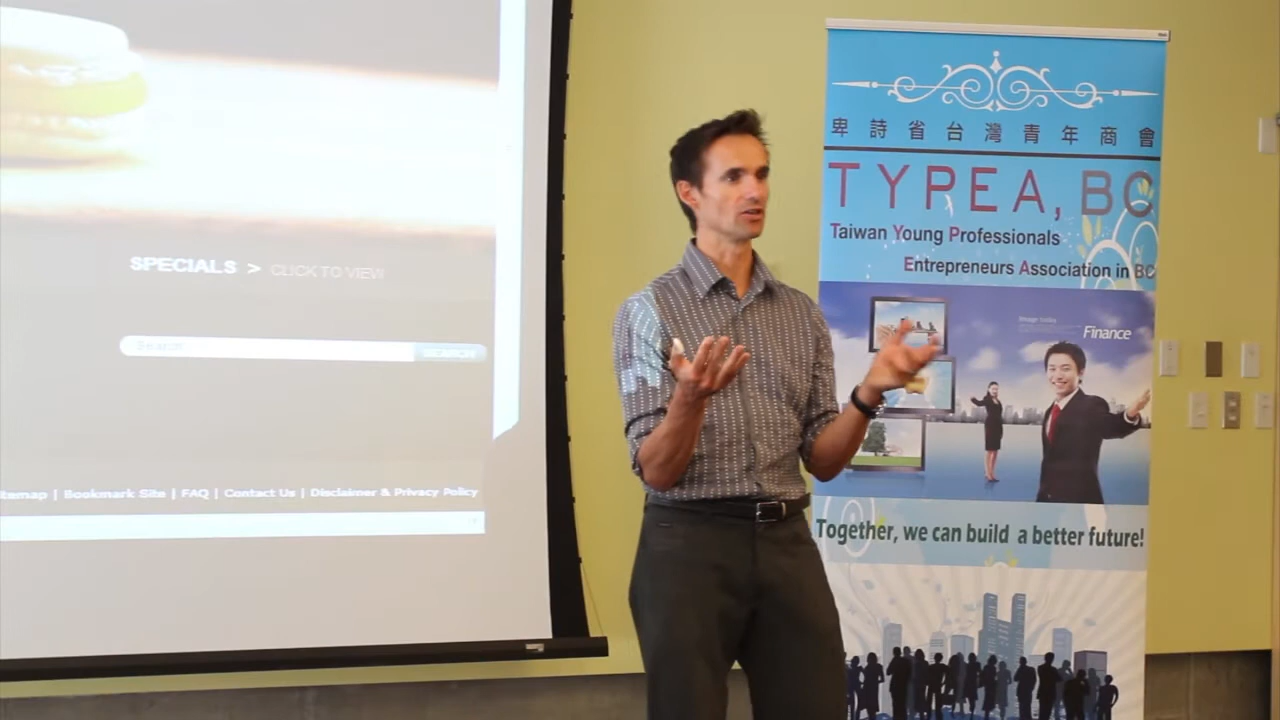 SPECIALS > CLICK TO VIEW
Search
Bookmark Site | FAQ | Contact Us | Disclaimer & Privacy Policy
卑詩省台灣青年商會
TYPEA, BC
Taiwan Young Professionals
Entrepreneurs Association in BC
Finance
Together, we can build a better future!